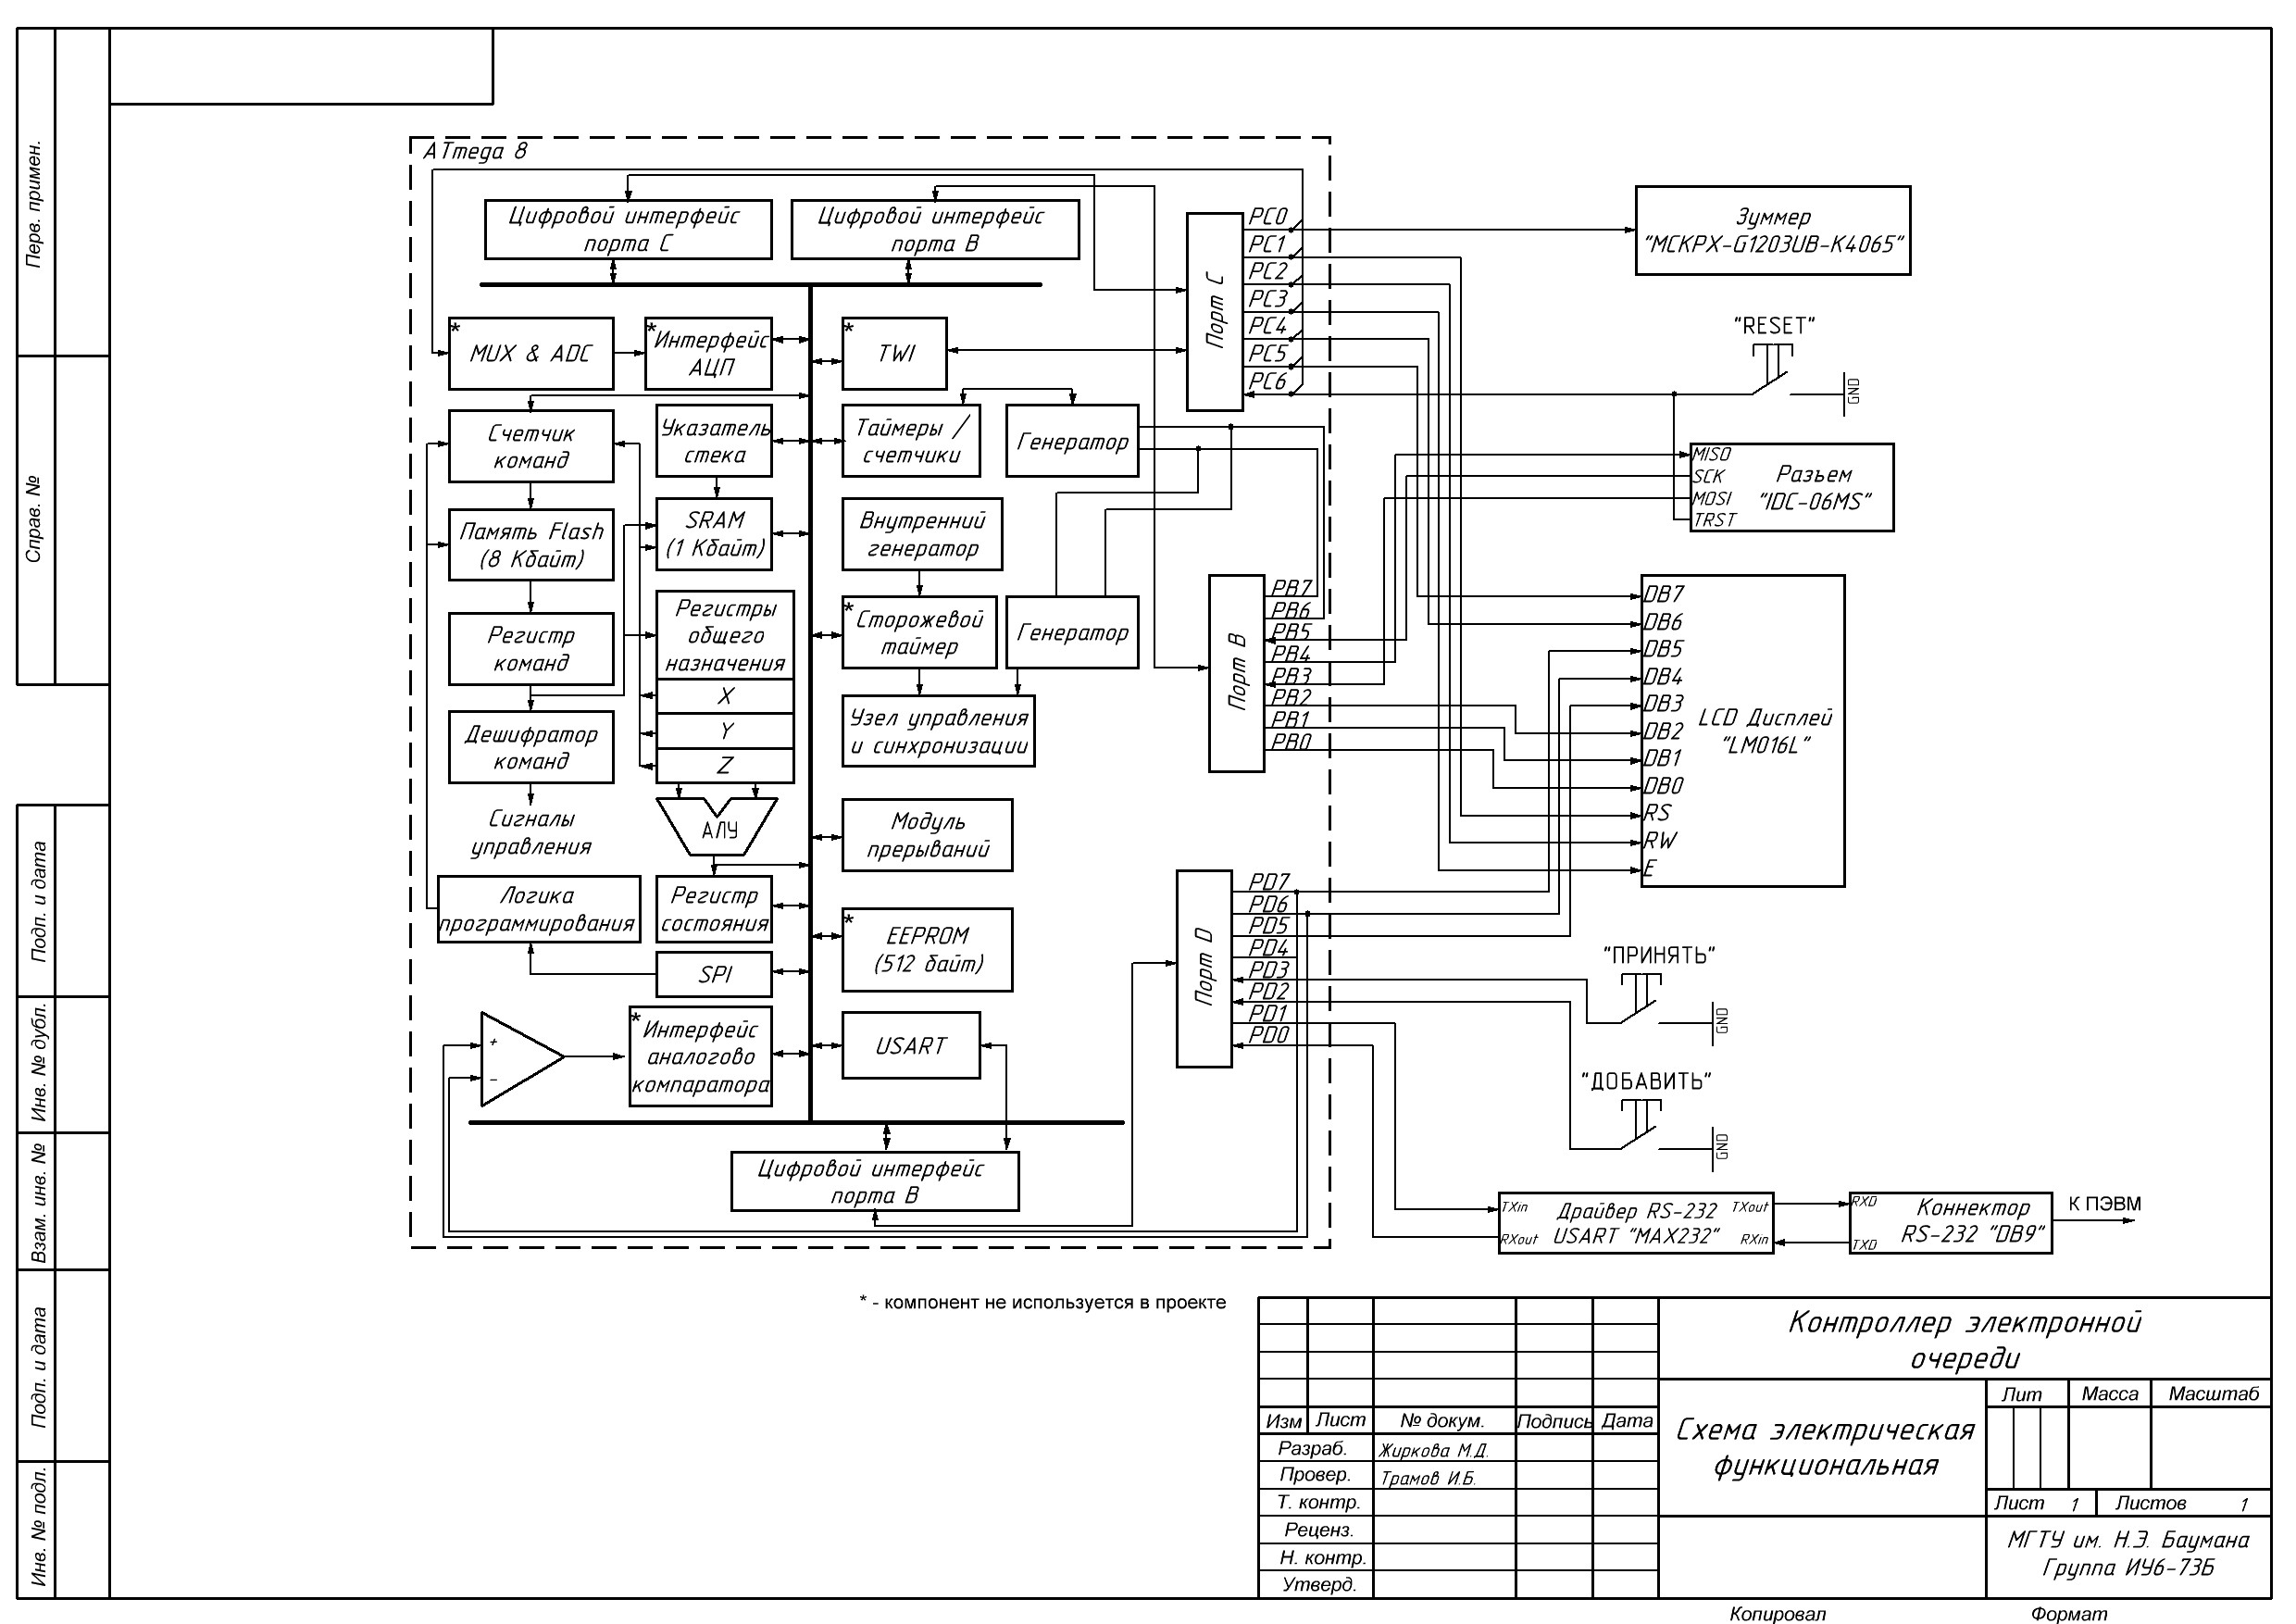 Перв. примен.
Справ. №
Подп. и дата
Инв. № дубл.
Взам. инв. №
Подп. и дата
Инв. № подл.
ATmega 8
Цифровой интерфейс
порта C
Цифровой интерфейс
порта B
*
MUX & ADC
*
Интерфейс
АЦП
*
TWI
Счетчик
команд
Указатель
стека
Таймеры /
счетчики
Генератор
Память Flash
(8 Кбайт)
SRAM
(1 Кбайт)
Внутренний
генератор
Регистр
команд
Регистры
общего
назначения
X
Y
Z
*
Сторожевой
таймер
Генератор
Дешифратор
команд
Узел управления
и синхронизации
Сигналы
управления
АЛУ
Модуль
прерываний
Логика
программирования
Регистр
состояния
*
EEPROM
(512 байт)
SPI
+
-
*
Интерфейс
аналогово
компаратора
USART
Цифровой интерфейс
порта B
Порт C
PC0
PC1
PC2
PC3
PC4
PC5
PC6
Порт B
PB7
PB6
PB5
PB4
PB3
PB2
PB1
PB0
Порт D
PD7
PD6
PD5
PD4
PD3
PD2
PD1
PD0
Зуммер
"MCKPX-G1203UB-K4065"
"RESET"
GND
MISO
SCK
MOSI
TRST
Разъем
"IDC-06MS"
DB7
DB6
DB5
DB4
DB3
DB2
DB1
DB0
RS
RW
E
LCD Дисплей
"LM016L"
"ПРИНЯТЬ"
GND
"ДОБАВИТЬ"
GND
TXin
RXout
Драйвер RS-232
USART "MAX232"
TXout
RXin
RXD
TXD
Коннектор
RS-232 "DB9"
К ПЭВМ
* - компонент не используется в проекте
Контроллер электронной
очереди
Схема электрическая
функциональная
Лит Масса Масштаб
Изм Лист № докум. Подпись Дата
Разраб. Жиркова М.Д.
Провер. Трамов И.Б.
Т. контр.
Реценз.
Н. контр.
Утверд.
Лист 1 Листов 1
МГТУ им. Н.Э. Баумана
Группа ИУ6-73Б
Копировал Формат